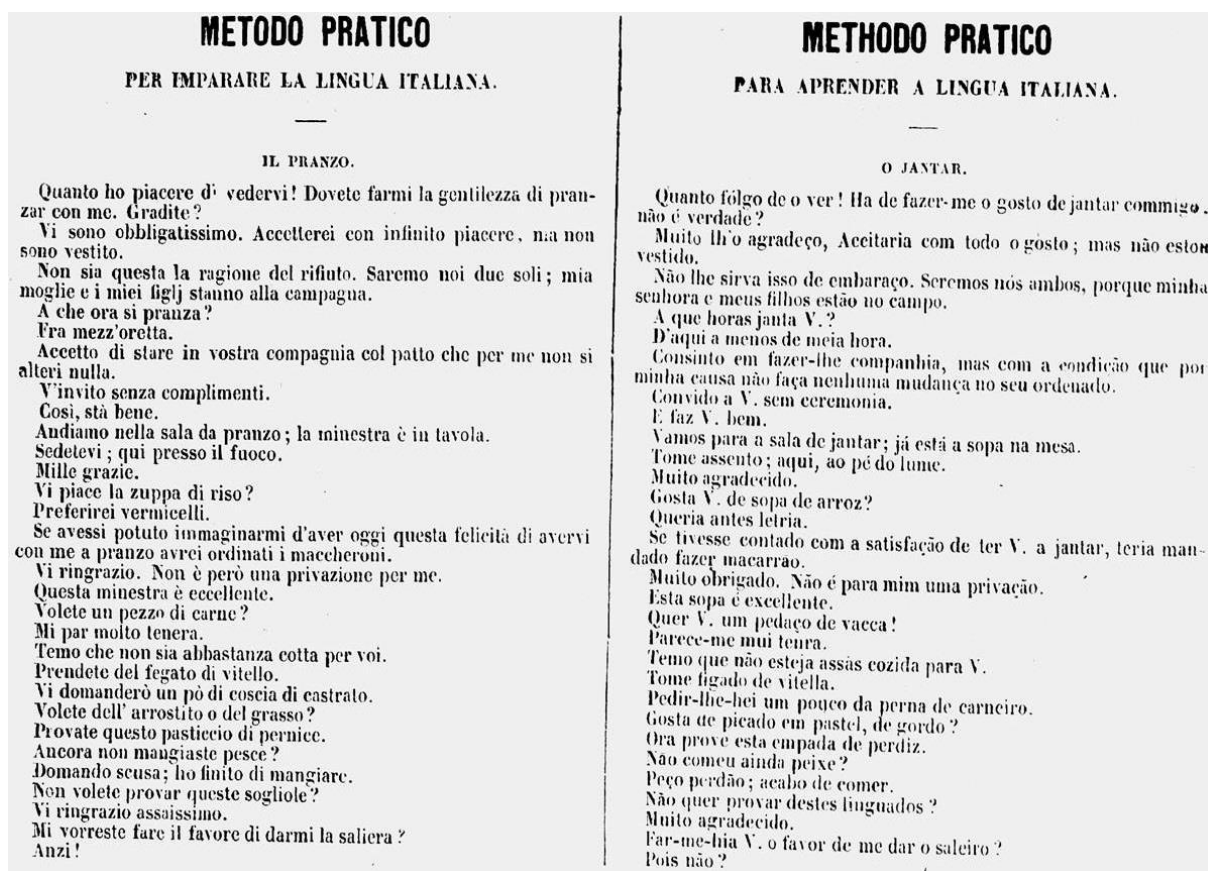 METODO PRATICO
PER IMPARARE LA LINGUA ITALIANA.
IL PRANZO.
Quanto ho piacere di vedervi! Dovete farmi la gentilezza di pran-
zar con me. Gradite?
Vi sono obbligatissimo. Accetterei con infinito piacere, ma non
sono vestito.
Non sia questa la ragione del rifiuto. Saremo noi due soli; mia
moglie e i miei figlj stanno alla campagna.
A che ora si pranza?
Fra mezz'oretta.
Accetto di stare in vostra compagnia col patto che per me non si
alteri nulla.
V'invito senza complimenti.
Così, stà bene.
Andiamo nella sala da pranzo; la minestra è in tavola.
Sedetevi; qui presso il fuoco.
Mille grazie.
Vi piace la zuppa di riso?
Preferirei vermicelli.
Se avessi potuto immaginarmi d'aver oggi questa felicità di avervi
con me a pranzo avrei ordinati i maccheroni.
Vi ringrazio. Non è però una privazione per me.
Questa minestra è eccellente.
Volete un pezzo di carne?
Mi par molto tenera.
Temo che non sia abbastanza cotta per voi.
Prendete del fegato di vitello.
Vi domanderò un pò di coscia di castrato.
Volete dell' arrostito o del grasso?
Provate questo pasticcio di pernice.
Ancora non mangiaste pesce?
Domando scusa; ho finito di mangiare.
Non volete provar queste sogliole?
Vi ringrazio assaissimo.
Mi vorreste fare il favore di darmi la saliera?
Anzi!
METHODO PRATICO
PARA APRENDER A LINGUA ITALIANA.
O JANTAR.
Quanto fólgo de o ver! Ha de fazer-me o gosto de jantar commigo,
não é verdade?
Muito lh'o agradeço, Acceitaria com todo o gosto; mas não estou
vestido.
Não lhe sirva isso de embaraço. Seremos nós ambos, porque minha
senhora e meus filhos estão no campo.
A que horas janta V.?
D'aqui a menos de meia hora.
Consinto em fazer-lhe companhia, mas com a condição que por
minha causa não faça nenhuma mudança no seu ordenado.
Convido a V. sem ceremonia.
E faz V. bem.
Vamos para a sala de jantar; já está a sopa na mesa.
Tome assento; aqui, ao pé do lume.
Muito agradecido.
Gosta V. de sopa de arroz?
Queria antes letria.
Se tivesse contado com a satisfação de ter V. a jantar, teria man-
dado fazer macarrão.
Muito obrigado. Não é para mim uma privação.
Esta sopa é excellente.
Quer V. um pedaço de vacca!
Parece-me mui tenra.
Temo que não esteja assás cozida para V.
Tome figado de vitella.
Pedir-lhe-hei um pouco da perna de carneiro.
Gosta de picado em pastel, de gordo?
Ora prove esta empada de perdiz.
Não comeu ainda peixe?
Peço perdão; acabo de comer.
Não quer provar destes linguados?
Muito agradecido.
Far-me-hia V. o favor de me dar o saleiro?
Pois não?